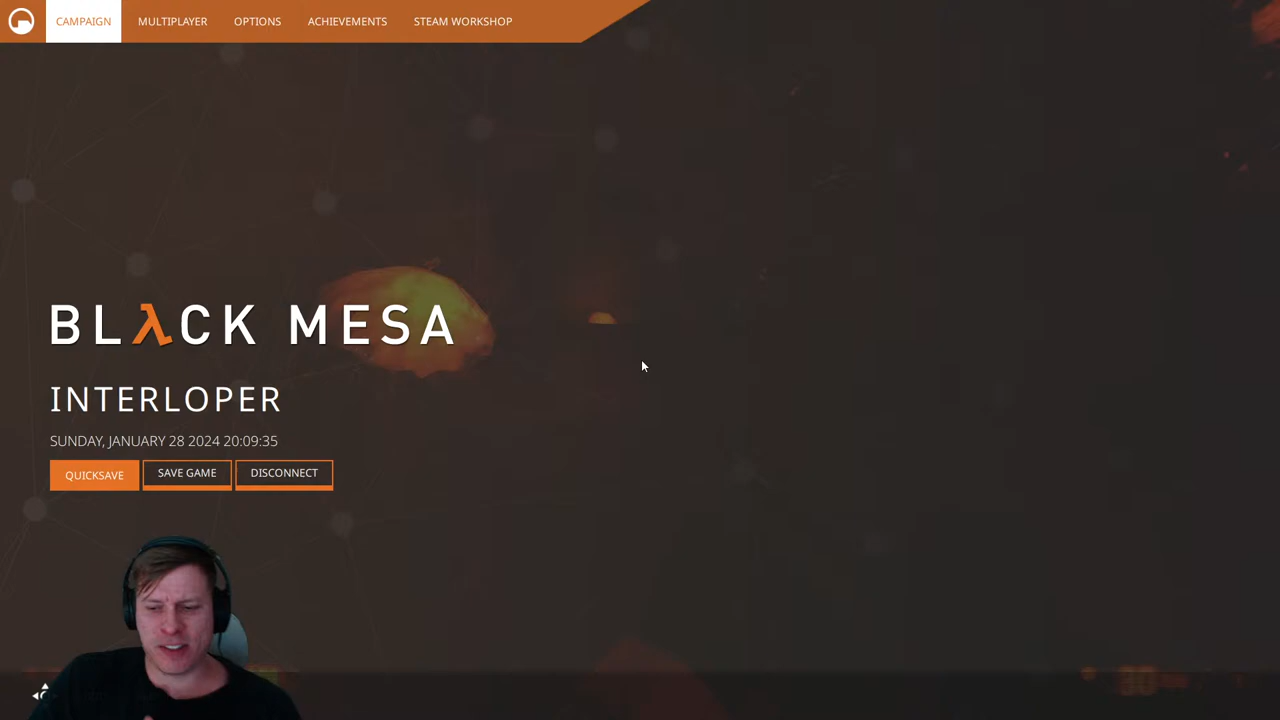 CAMPAIGN MULTIPLAYER OPTIONS ACHIEVEMENTS STEAM WORKSHOP
BLλCK MESA
INTERLOPER
SUNDAY, JANUARY 28 2024 20:09:35
QUICKSAVE SAVE GAME DISCONNECT